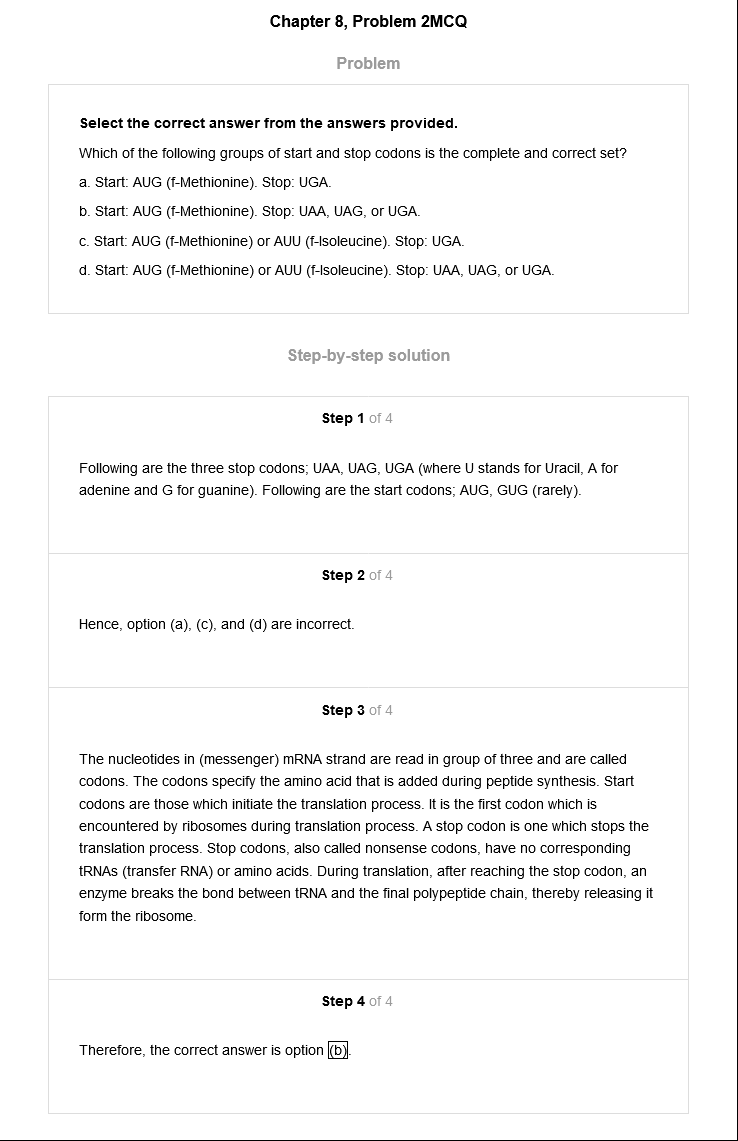 Chapter 8, Problem 2MCQ
Problem
Select the correct answer from the answers provided.
Which of the following groups of start and stop codons is the complete and correct set?
a. Start: AUG (f-Methionine). Stop: UGA.
b. Start: AUG (f-Methionine). Stop: UAA, UAG, or UGA.
c. Start: AUG (f-Methionine) or AUU (f-Isoleucine). Stop: UGA.
d. Start: AUG (f-Methionine) or AUU (f-Isoleucine). Stop: UAA, UAG, or UGA.
Step-by-step solution
Step 1 of 4
Following are the three stop codons; UAA, UAG, UGA (where U stands for Uracil, A for
adenine and G for guanine). Following are the start codons; AUG, GUG (rarely).
Step 2 of 4
Hence, option (a), (c), and (d) are incorrect.
Step 3 of 4
The nucleotides in (messenger) mRNA strand are read in group of three and are called
codons. The codons specify the amino acid that is added during peptide synthesis. Start
codons are those which initiate the translation process. It is the first codon which is
encountered by ribosomes during translation process. A stop codon is one which stops the
translation process. Stop codons, also called nonsense codons, have no corresponding
tRNAs (transfer RNA) or amino acids. During translation, after reaching the stop codon, an
enzyme breaks the bond between tRNA and the final polypeptide chain, thereby releasing it
form the ribosome.
Step 4 of 4
Therefore, the correct answer is option (b).